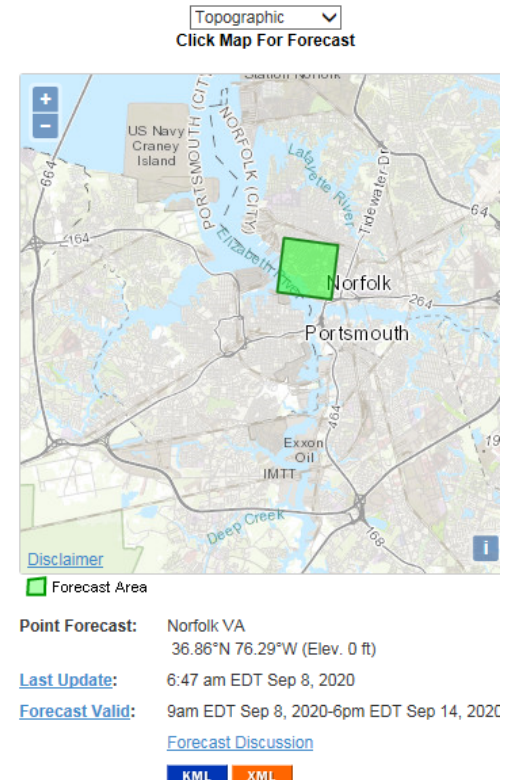 Topographic
Click Map For Forecast
+
−
Station Norfolk
US Navy
Craney
Island
PORTSMOUTH (CITY)
NORFOLK (CITY)
Lafayette River
Tidewater Dr
664
64
164
Elizabeth River
Norfolk
264
Portsmouth
464
Exxon
Oil
IMTT
19
Deep Creek
168
i
Disclaimer
Forecast Area
Point Forecast: Norfolk VA
36.86°N 76.29°W (Elev. 0 ft)
Last Update: 6:47 am EDT Sep 8, 2020
Forecast Valid: 9am EDT Sep 8, 2020-6pm EDT Sep 14, 2020
Forecast Discussion
KML XML